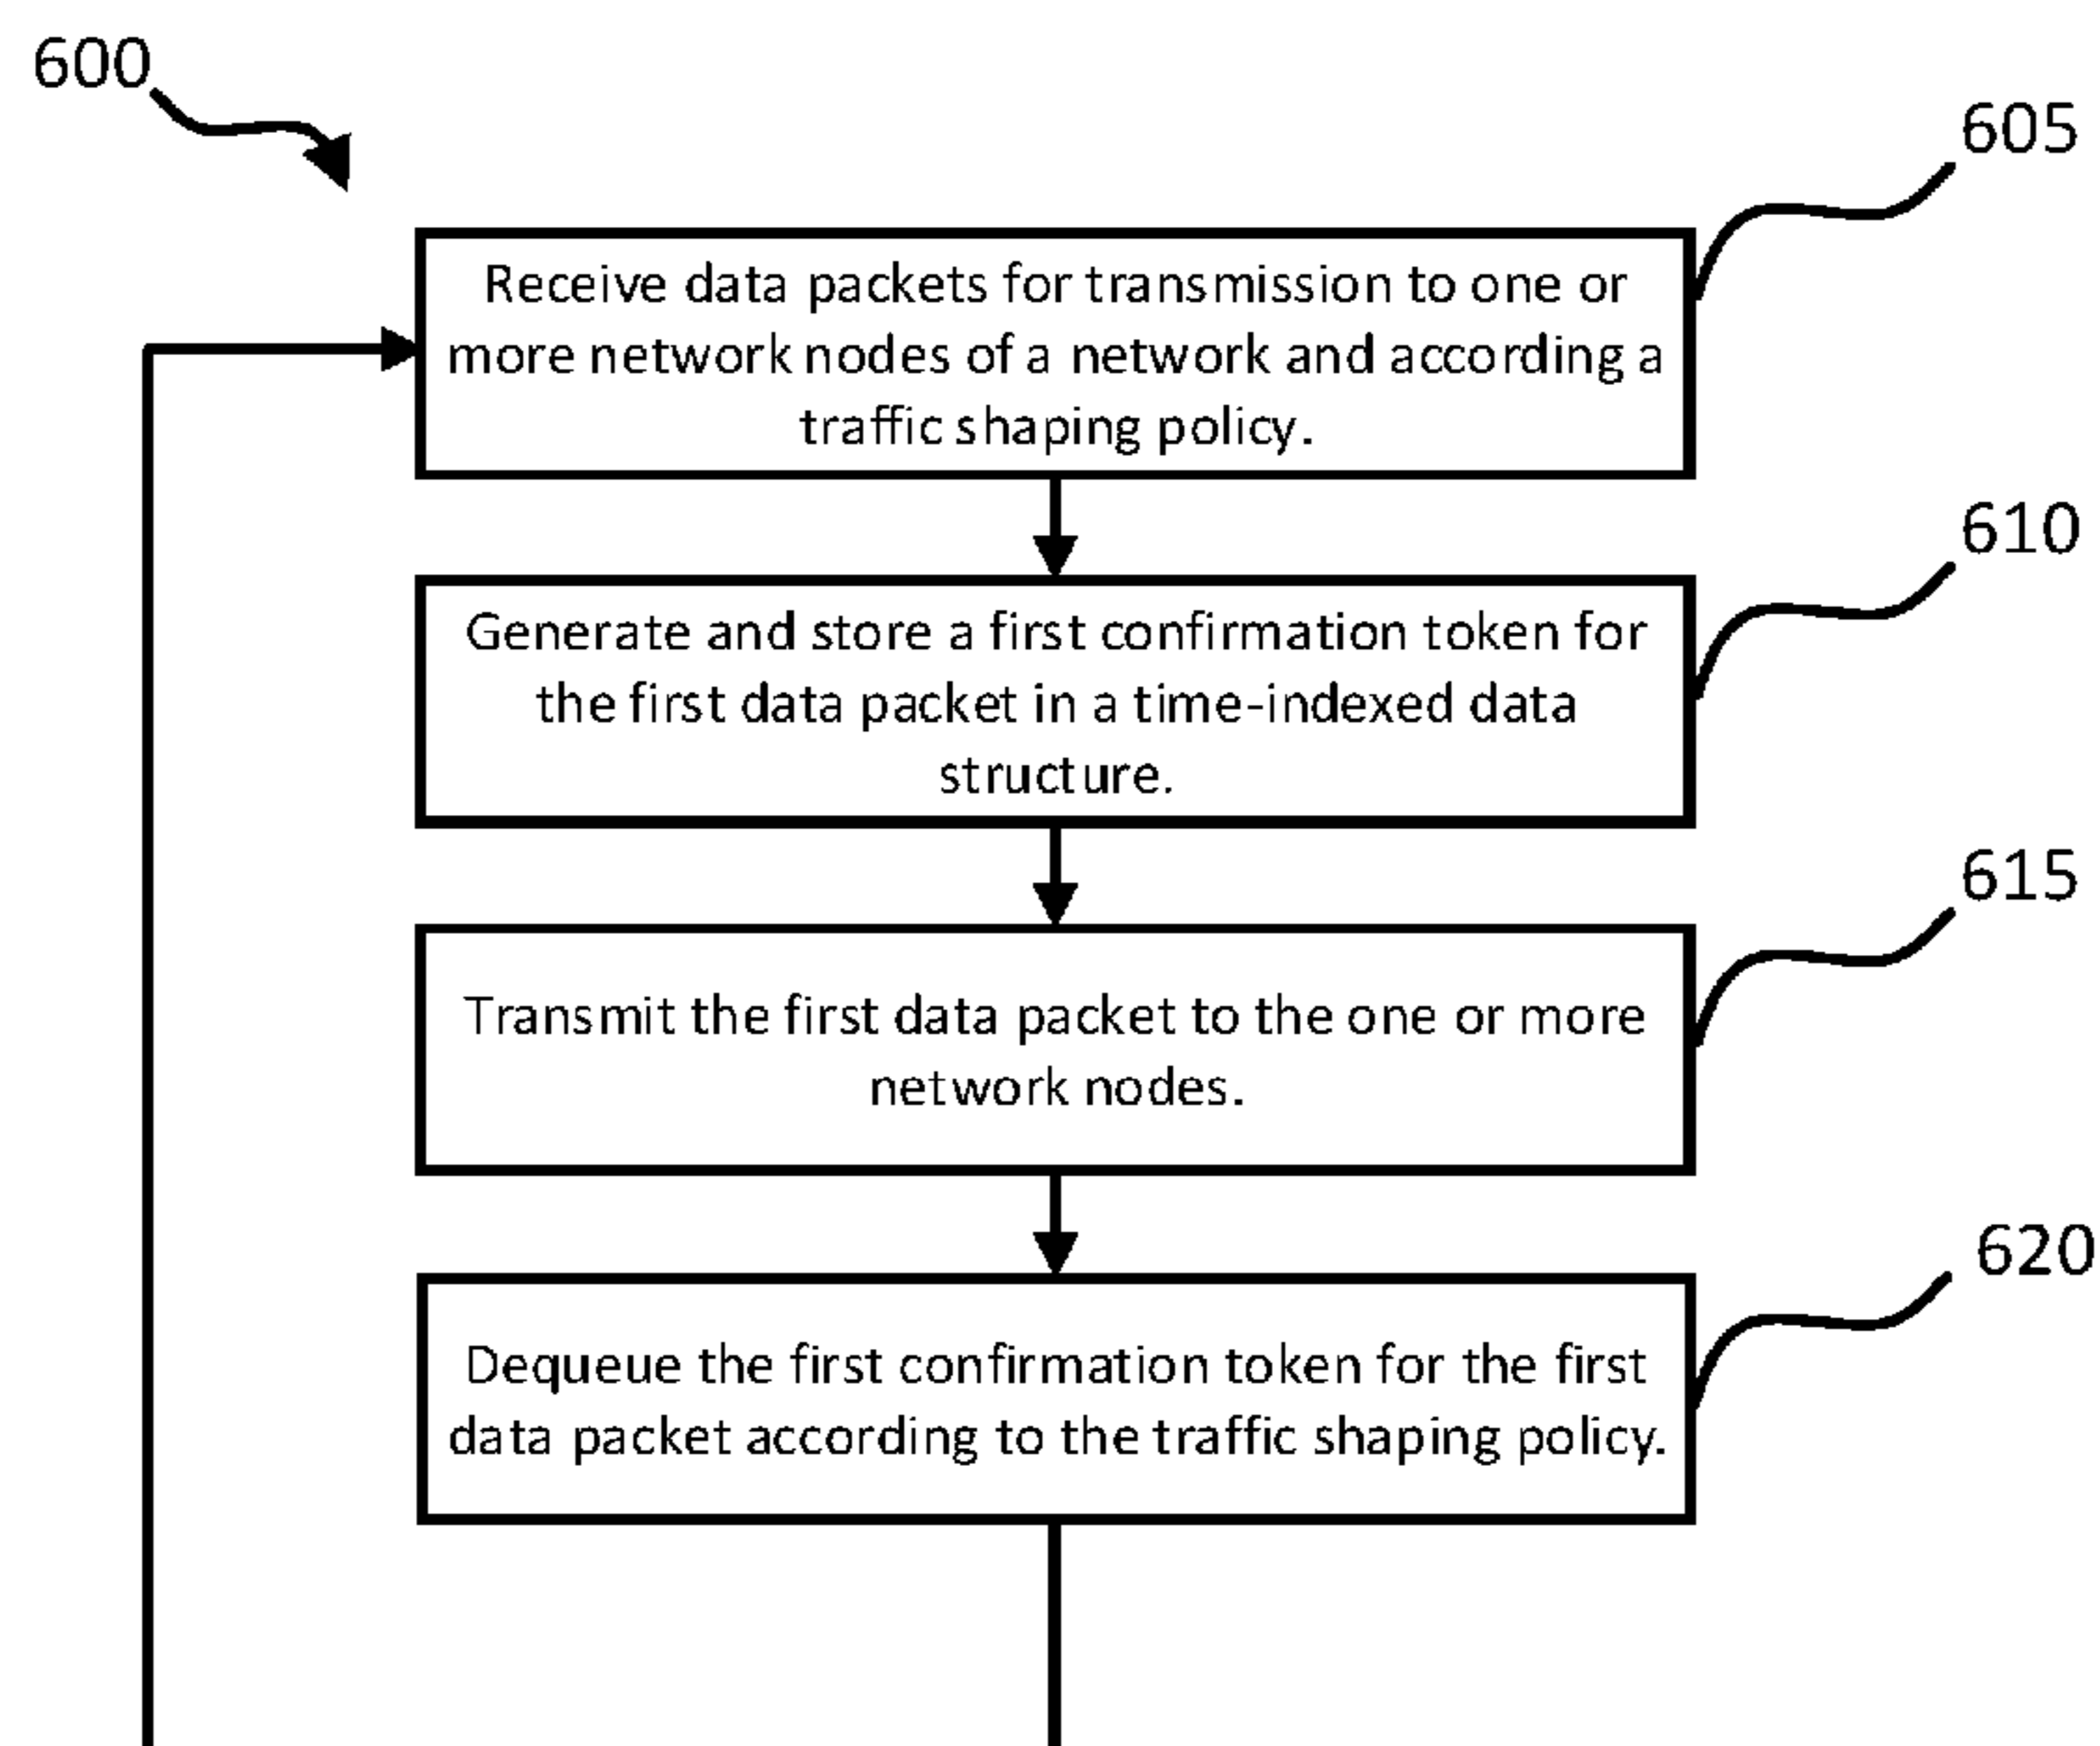 600
605
Receive data packets for transmission to one or
more network nodes of a network and according a
traffic shaping policy.
610
Generate and store a first confirmation token for
the first data packet in a time-indexed data
structure.
615
Transmit the first data packet to the one or more
network nodes.
620
Dequeue the first confirmation token for the first
data packet according to the traffic shaping policy.